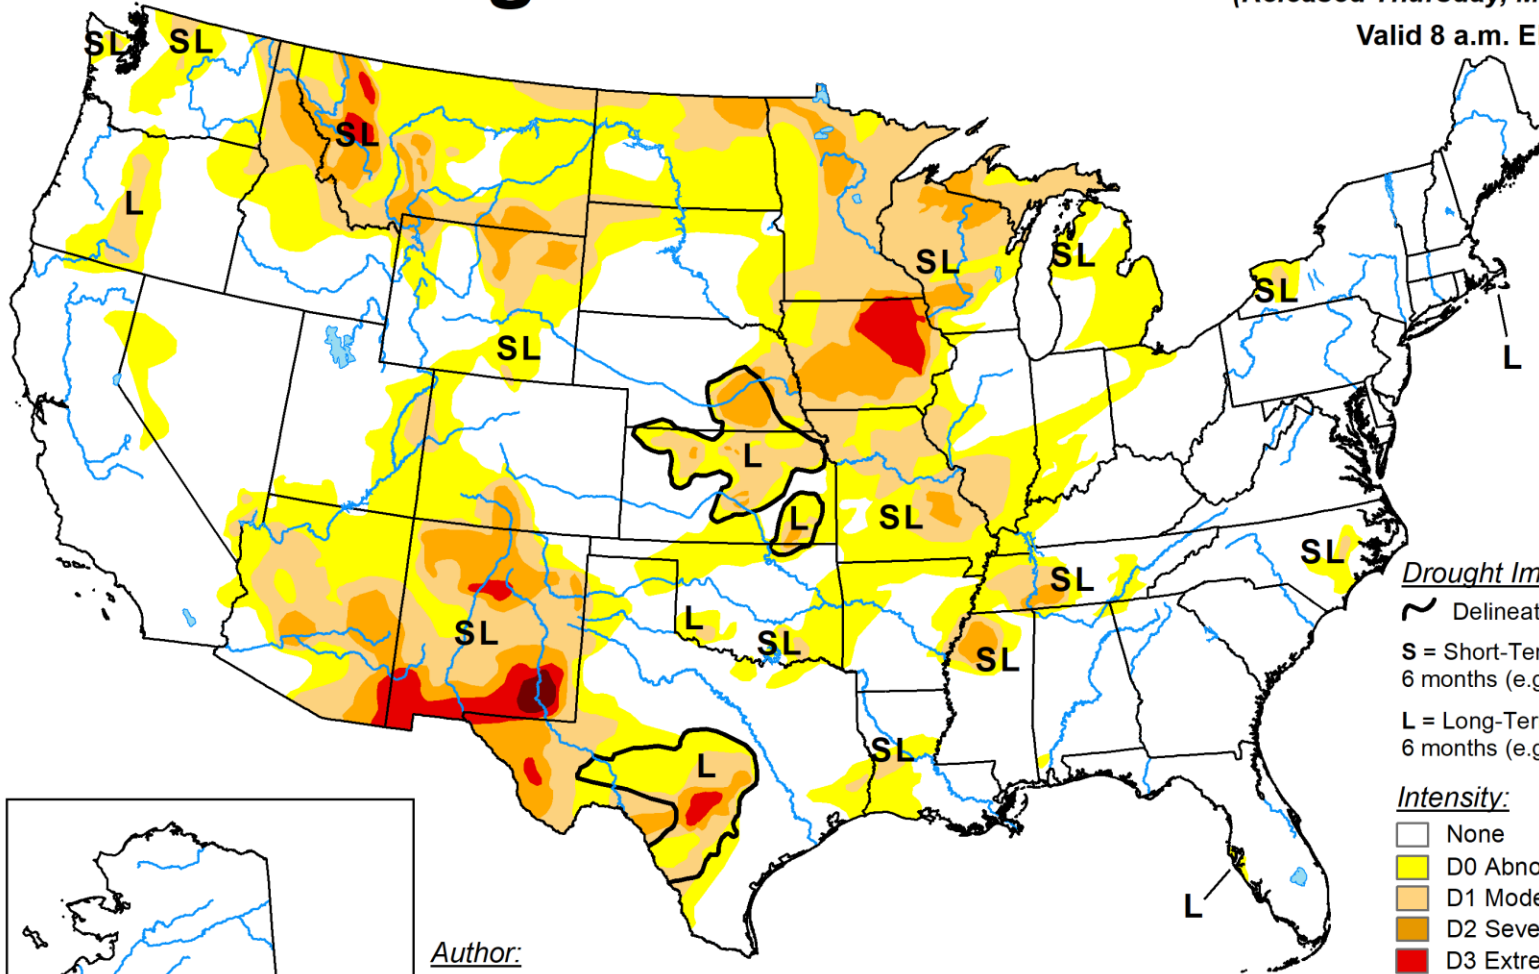 (Released Thursday, M
Valid 8 a.m. E
SL
SL
SL
L
SL
SL
SL
L
SL
SL
L
L
SL
SL
SL
L
SL
SL
SL
SL
L
L
Drought Im
Delineat
S = Short-Ter
6 months (e.g
L = Long-Ter
6 months (e.g
Intensity:
None
D0 Abno
D1 Mode
D2 Seve
D3 Extre
Author: